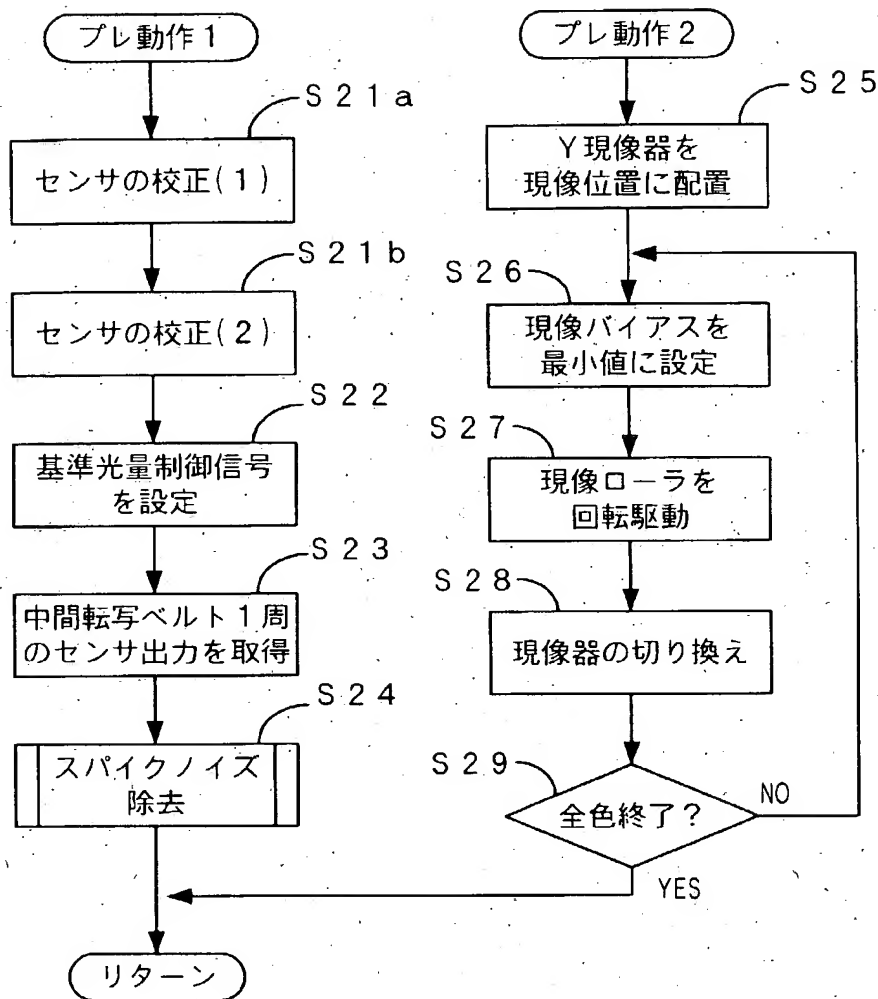 プレ動作1
S21a
センサの校正(1)
S21b
センサの校正(2)
S22
基準光量制御信号
を設定
S23
中間転写ベルト1周
のセンサ出力を取得
S24
スパイクノイズ
除去
リターン
プレ動作2
S25
Y現像器を
現像位置に配置
S26
現像バイアスを
最小値に設定
S27
現像ローラを
回転駆動
S28
現像器の切り換え
S29
全色終了?
NO
YES